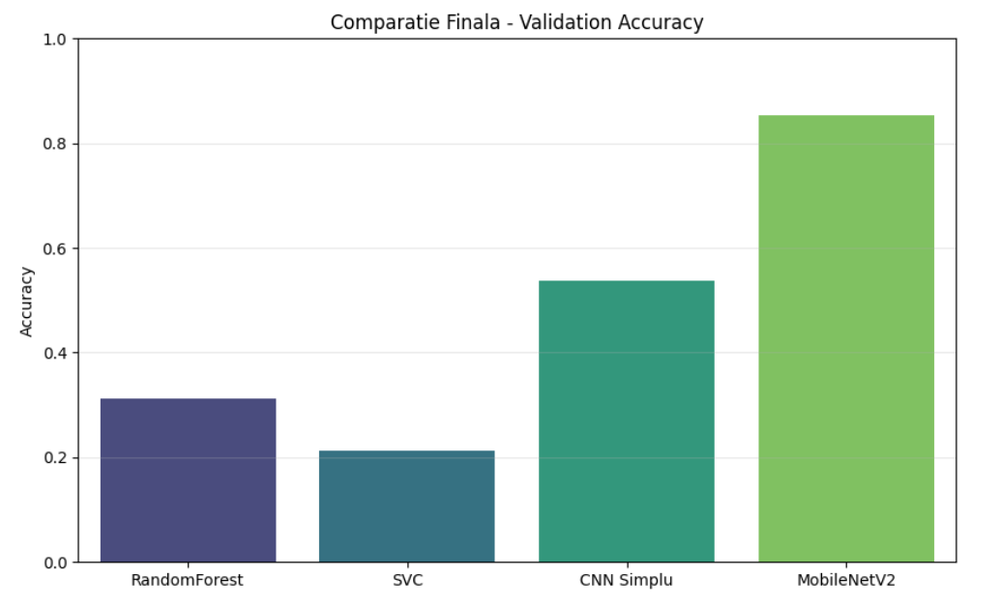 Comparatie Finala - Validation Accuracy
1.0
0.8
0.6
0.4
0.2
0.0
Accuracy
RandomForest SVC CNN Simplu MobileNetV2